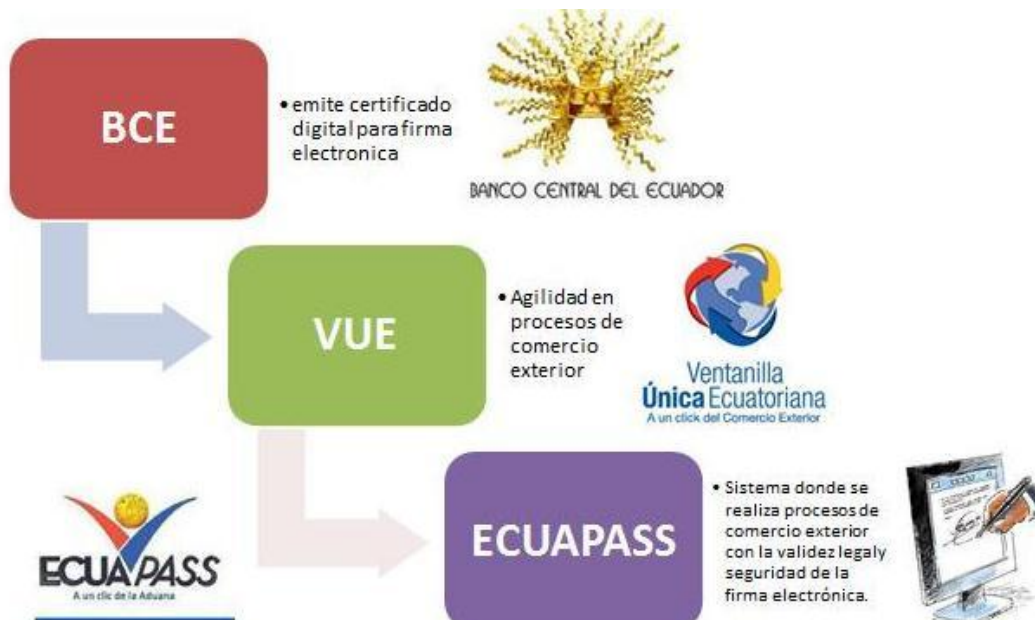 BCE
• emite certificado
digital para firma
electronica
BANCO CENTRAL DEL ECUADOR
VUE
• Agilidad en
procesos de
comercio
exterior
Ventanilla
Única Ecuatoriana
A un click del Comercio Exterior
ECUAPASS
• Sistema donde se
realiza procesos de
comercio exterior
con la validez legal y
seguridad de la
firma electrónica.
ECUAPASS
A un clic de la Aduana